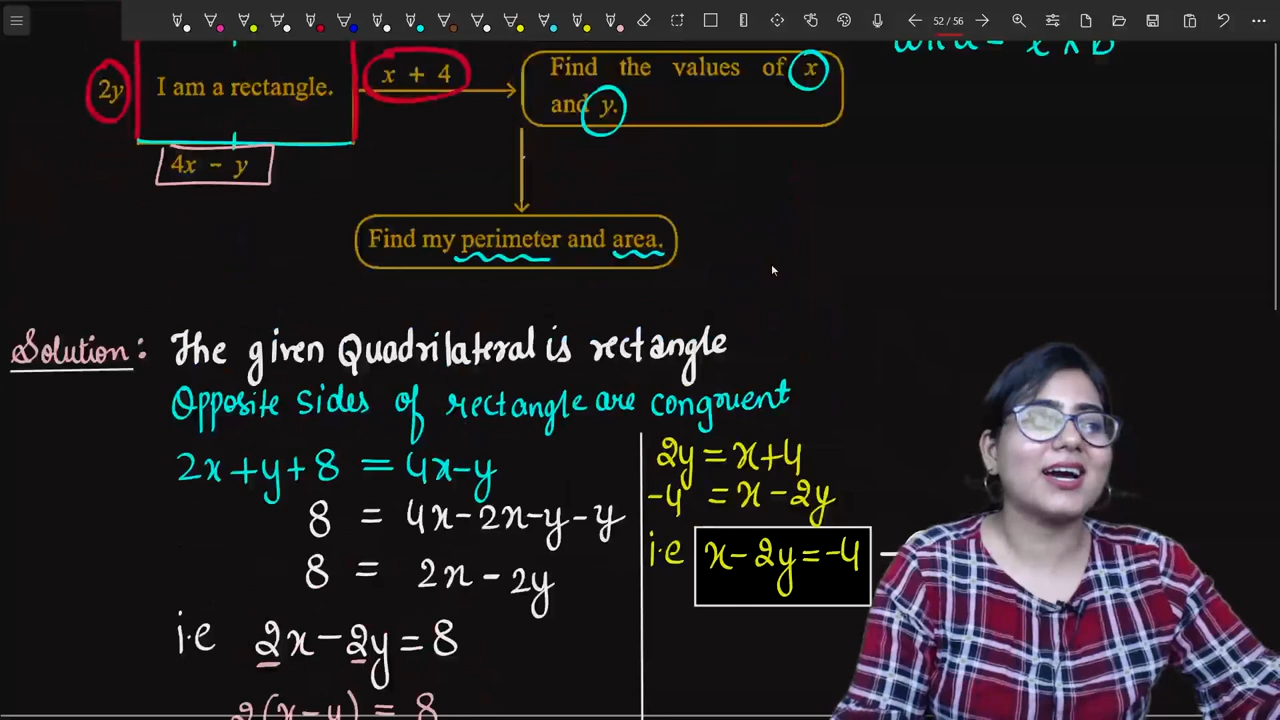 52 / 56
2y
I am a rectangle.
x + 4
Find the values of x
and y.
4x - y
Find my perimeter and area.
Solution: The given Quadrilateral is rectangle
Opposite sides of rectangle are congruent
2x+y+8 = 4x-y
8 = 4x-2x-y-y
8 = 2x-2y
i.e 2x-2y=8
2(x-y) = 8
2y=x+4
-4 = x-2y
i.e x-2y=-4